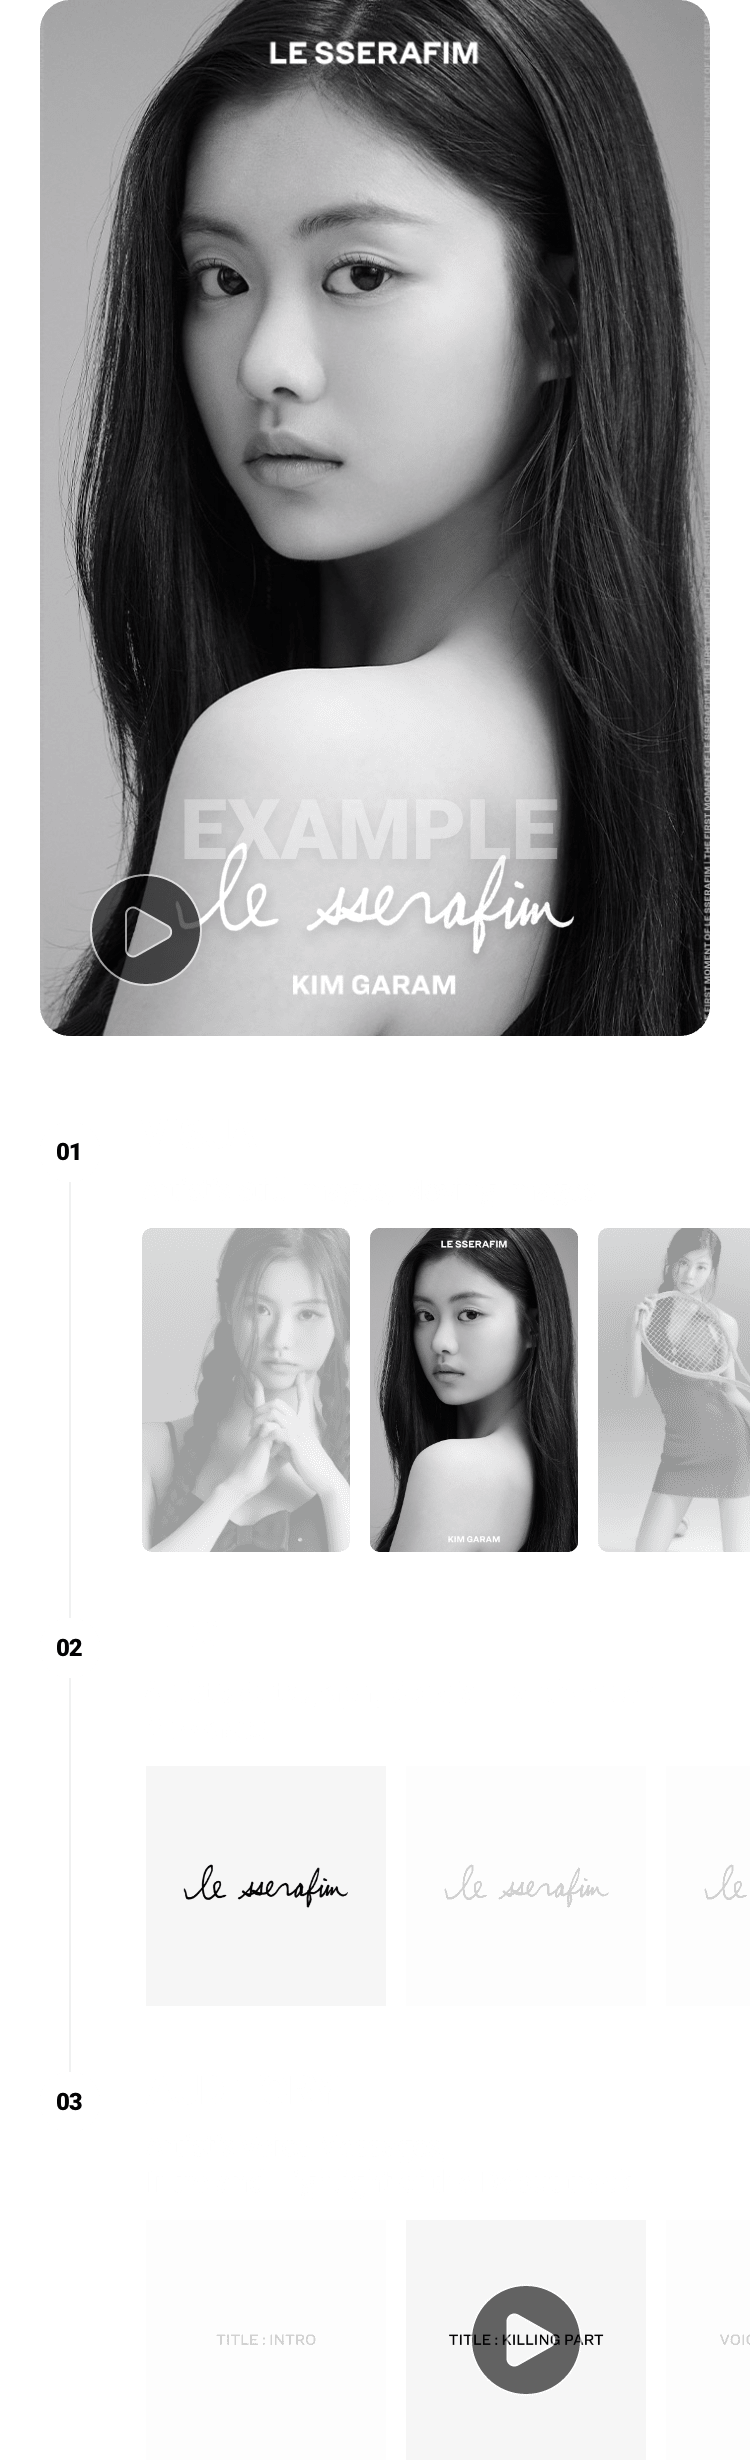 LE SSERAFIM
THE FIRST MOMENT OF LE SSERAFIM | THE FIRST MOMENT OF LE SSERAFIM
EXAMPLE
le sserafim
KIM GARAM
01
LE SSERAFIM
KIM GARAM
02
le sserafim
le sserafim
le
03
TITLE : INTRO
TITLE : KILLING PART